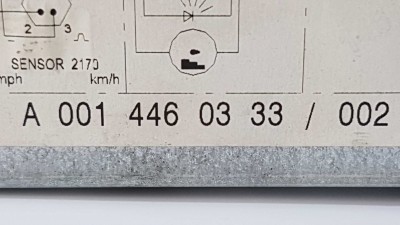 2 3
SENSOR 2170
mph km/h
A 001 446 03 33 / 002